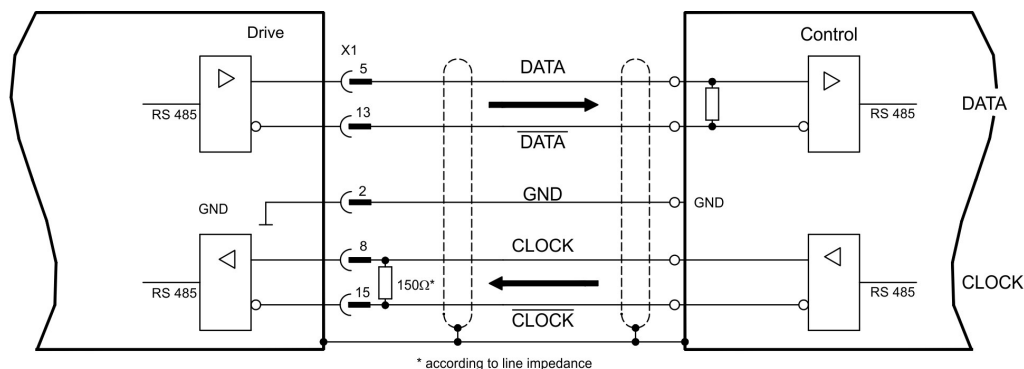 Drive
Control
X1
5
DATA
13
DATA
RS 485
RS 485
DATA
2
GND
GND
GND
8
CLOCK
150Ω*
15
CLOCK
RS 485
RS 485
CLOCK
* according to line impedance